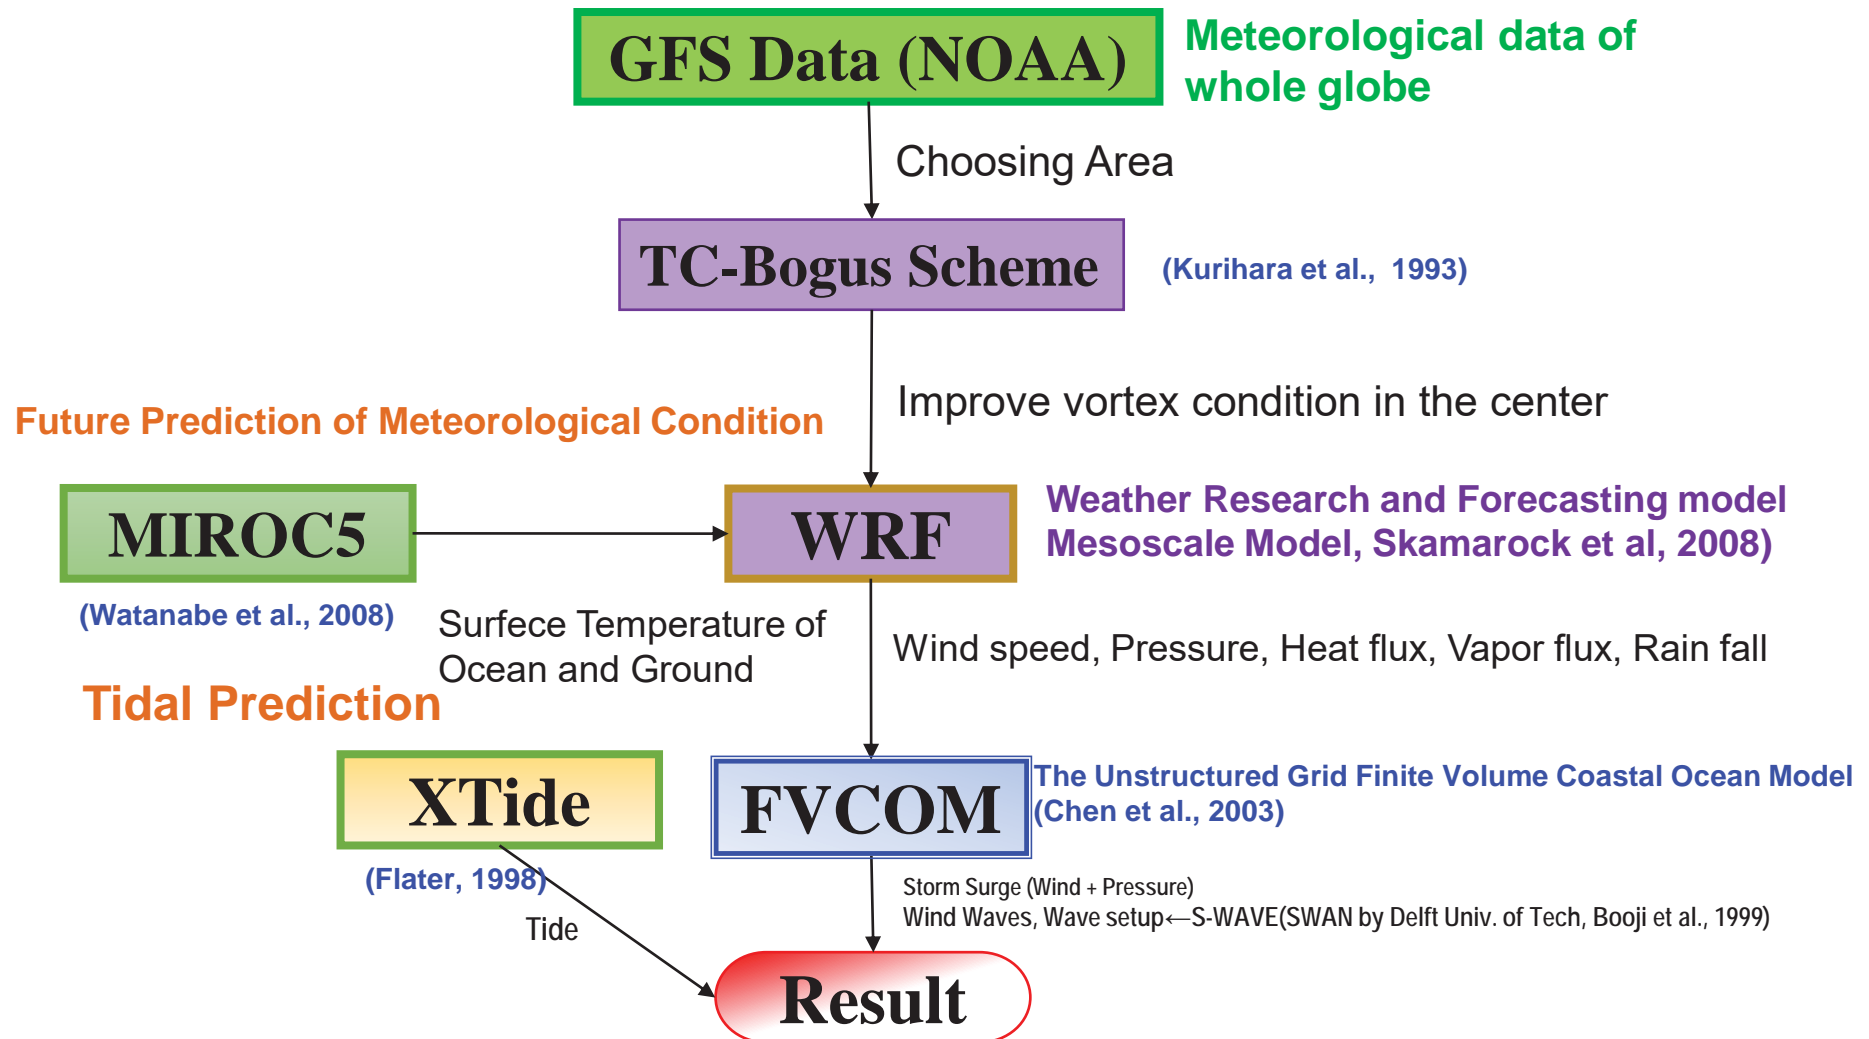 GFS Data (NOAA)
Meteorological data of
whole globe
Choosing Area
TC-Bogus Scheme
(Kurihara et al.,  1993)
Improve vortex condition in the center
Future Prediction of Meteorological Condition
MIROC5
WRF
Weather Research and Forecasting model
Mesoscale Model, Skamarock et al, 2008)
(Watanabe et al., 2008)
Surfece Temperature of
Ocean and Ground
Wind speed, Pressure, Heat flux, Vapor flux, Rain fall
Tidal Prediction
XTide
FVCOM
The Unstructured Grid Finite Volume Coastal Ocean Model
(Chen et al., 2003)
(Flater, 1998)
Tide
Storm Surge (Wind + Pressure)
Wind Waves, Wave setup←S-WAVE(SWAN by Delft Univ. of Tech, Booji et al., 1999)
Result